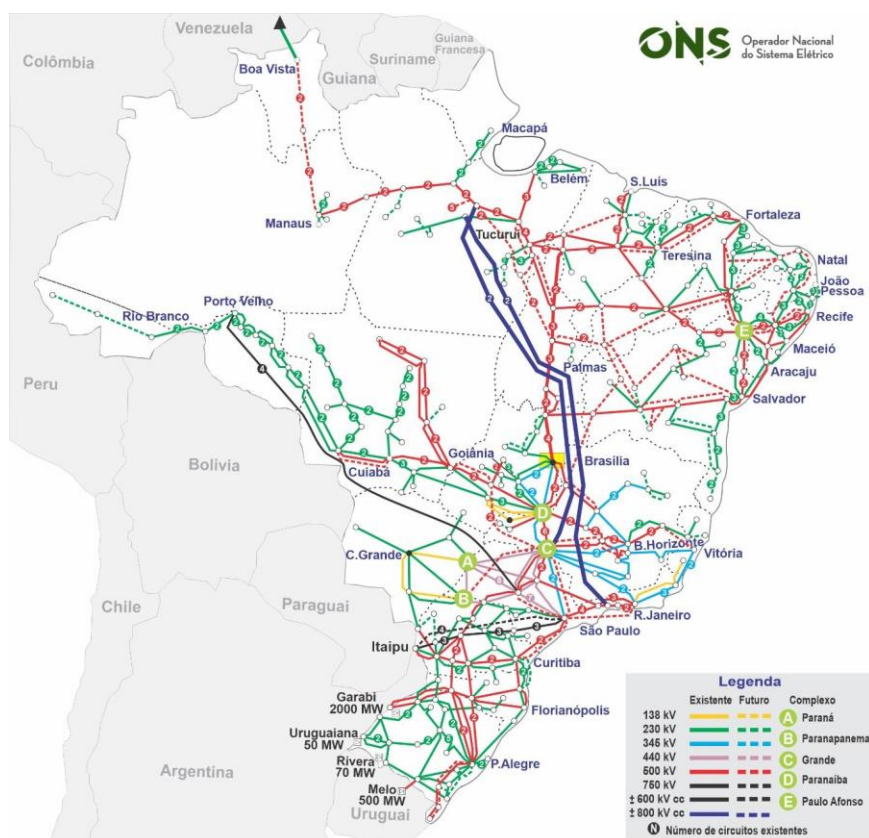 Venezuela
Guiana
Francesa
Suriname
Colômbia
Boa Vista
Guiana
ONS
Operador Nacional
do Sistema Elétrico
Macapá
Belém
S.Luis
Manaus
Fortaleza
Tucuruí
Teresina
Natal
João
Pessoa
Porto Velho
Rio Branco
Recife
E
Maceió
Palmas
Aracaju
Peru
Salvador
Goiânia
Brasília
Bolívia
Cuiabá
D
B.Horizonte
C
Vitória
C.Grande
A
Chile
Paraguai
B
R.Janeiro
São Paulo
Itaipu
Curitiba
Garabi
2000 MW
Florianópolis
Uruguaiana
50 MW
Rivera
70 MW
P.Alegre
Argentina
Melo
500 MW
Uruguai
Legenda
Existente Futuro Complexo
138 kV
A Paraná
230 kV
345 kV
B Paranapanema
440 kV
C Grande
500 kV
D Paranaíba
750 kV
± 600 kV cc
E Paulo Afonso
± 800 kV cc
N Número de circuitos existentes